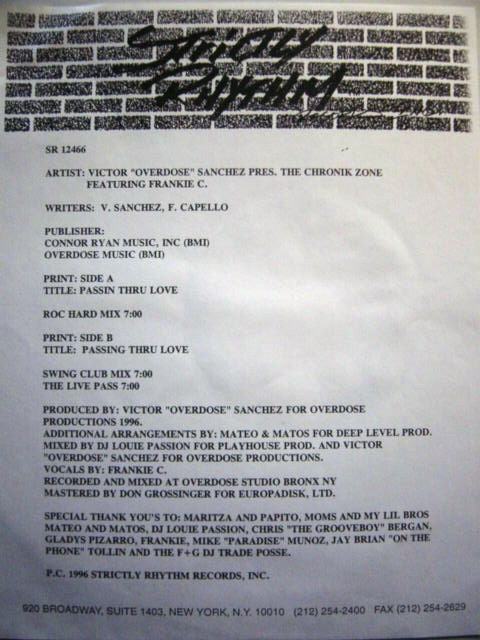 STRICTLY
RHYTHM
SR 12466
ARTIST: VICTOR "OVERDOSE" SANCHEZ PRES. THE CHRONIK ZONE
FEATURING FRANKIE C.
WRITERS: V. SANCHEZ, F. CAPELLO
PUBLISHER:
CONNOR RYAN MUSIC, INC (BMI)
OVERDOSE MUSIC (BMI)
PRINT: SIDE A
TITLE: PASSIN THRU LOVE
ROC HARD MIX 7:00
PRINT: SIDE B
TITLE: PASSING THRU LOVE
SWING CLUB MIX 7:00
THE LIVE PASS 7:00
PRODUCED BY: VICTOR "OVERDOSE" SANCHEZ FOR OVERDOSE
PRODUCTIONS 1996.
ADDITIONAL ARRANGEMENTS BY: MATEO & MATOS FOR DEEP LEVEL PROD.
MIXED BY DJ LOUIE PASSION FOR PLAYHOUSE PROD. AND VICTOR
"OVERDOSE" SANCHEZ FOR OVERDOSE PRODUCTIONS.
VOCALS BY: FRANKIE C.
RECORDED AND MIXED AT OVERDOSE STUDIO BRONX NY
MASTERED BY DON GROSSINGER FOR EUROPADISK, LTD.
SPECIAL THANK YOU'S TO: MARITZA AND PAPITO, MOMS AND MY LIL BROS
MATEO AND MATOS, DJ LOUIE PASSION, CHRIS "THE GROOVEBOY" BERGAN,
GLADYS PIZARRO, FRANKIE, MIKE "PARADISE" MUNOZ, JAY BRIAN "ON THE
PHONE" TOLLIN AND THE F+G DJ TRADE POSSE.
P.C. 1996 STRICTLY RHYTHM RECORDS, INC.
920 BROADWAY, SUITE 1403, NEW YORK, N.Y. 10010 (212) 254-2400 FAX (212) 254-2629